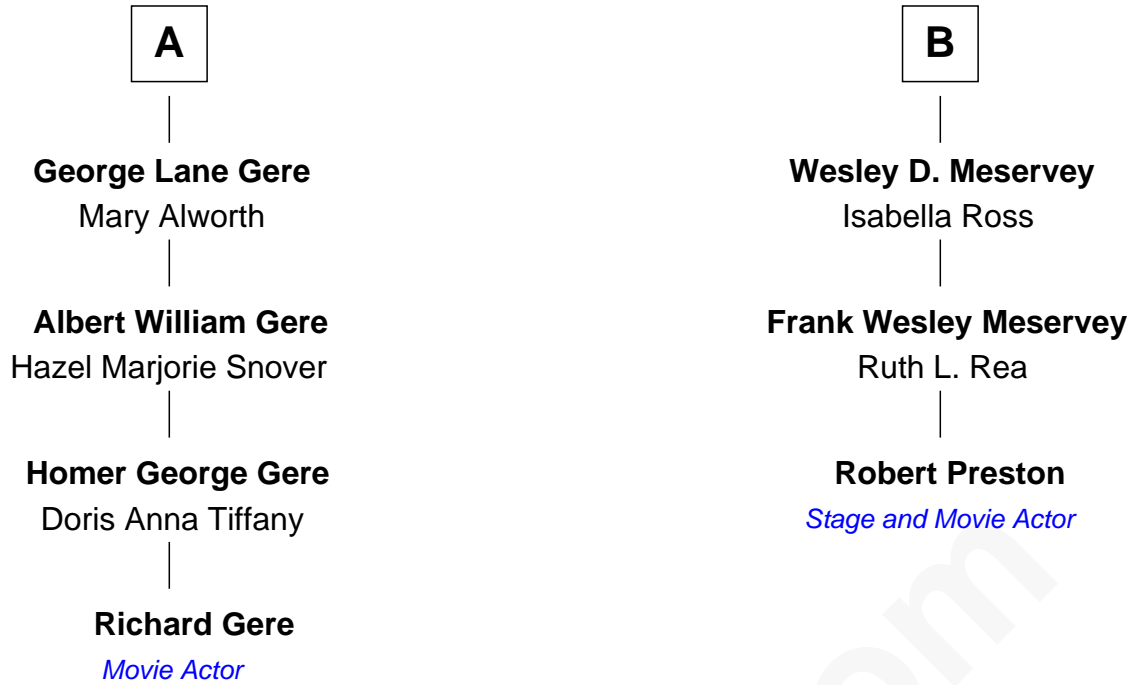 A
George Lane Gere
Mary Alworth
Albert William Gere
Hazel Marjorie Snover
Homer George Gere
Doris Anna Tiffany
Richard Gere
Movie Actor
B
Wesley D. Meservey
Isabella Ross
Frank Wesley Meservey
Ruth L. Rea
Robert Preston
Stage and Movie Actor
om